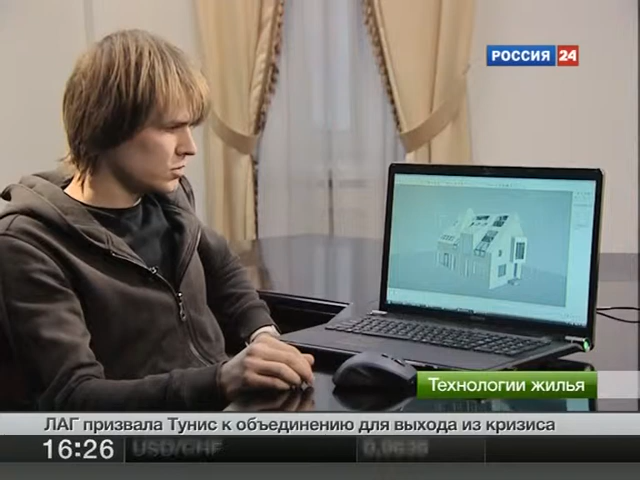 РОССИЯ 24
Технологии жилья
ЛАГ призвала Тунис к объединению для выхода из кризиса
16:26 USD/CHF